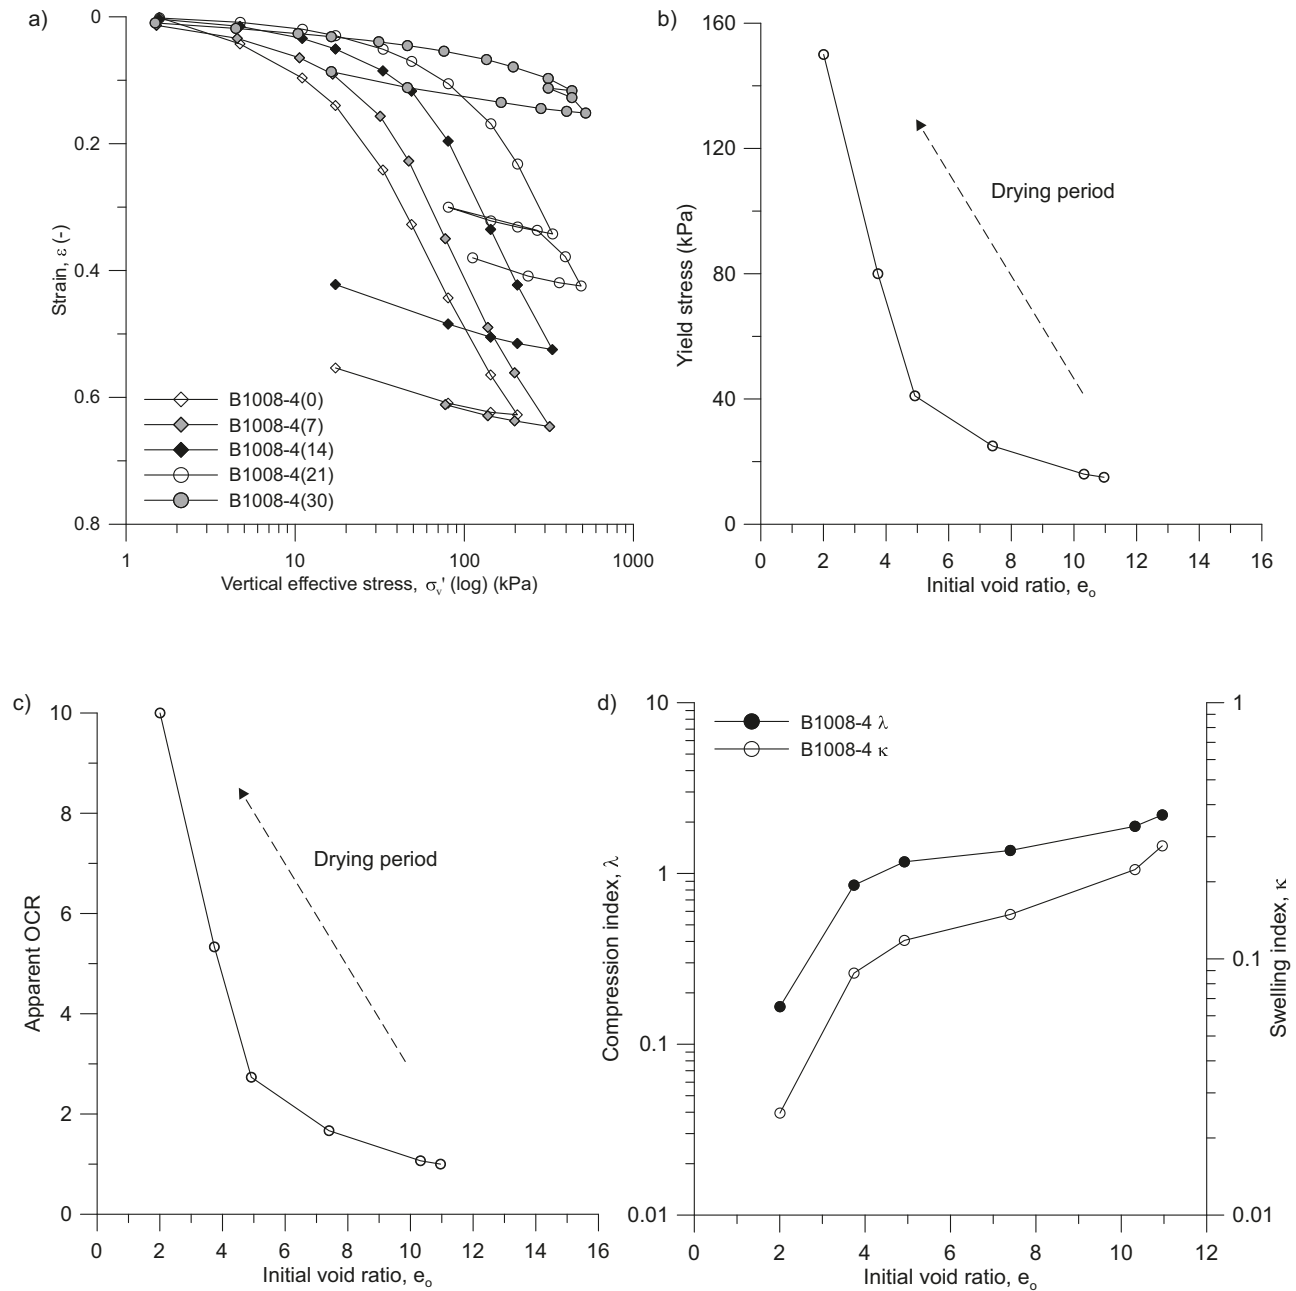 a)
0
0.2
0.4
0.6
0.8
Strain, ε (-)
B1008-4(0)
B1008-4(7)
B1008-4(14)
B1008-4(21)
B1008-4(30)
1
10
100
1000
Vertical effective stress, σv' (log) (kPa)
b)
160
120
80
40
0
Yield stress (kPa)
Drying period
0 2 4 6 8 10 12 14 16
Initial void ratio, eo
c)
10
8
6
4
2
0
Apparent OCR
Drying period
0 2 4 6 8 10 12 14 16
Initial void ratio, eo
d)
10
1
0.1
0.01
Compression index, λ
B1008-4 λ
B1008-4 κ
1
0.1
0.01
Swelling index, κ
0 2 4 6 8 10 12
Initial void ratio, eo